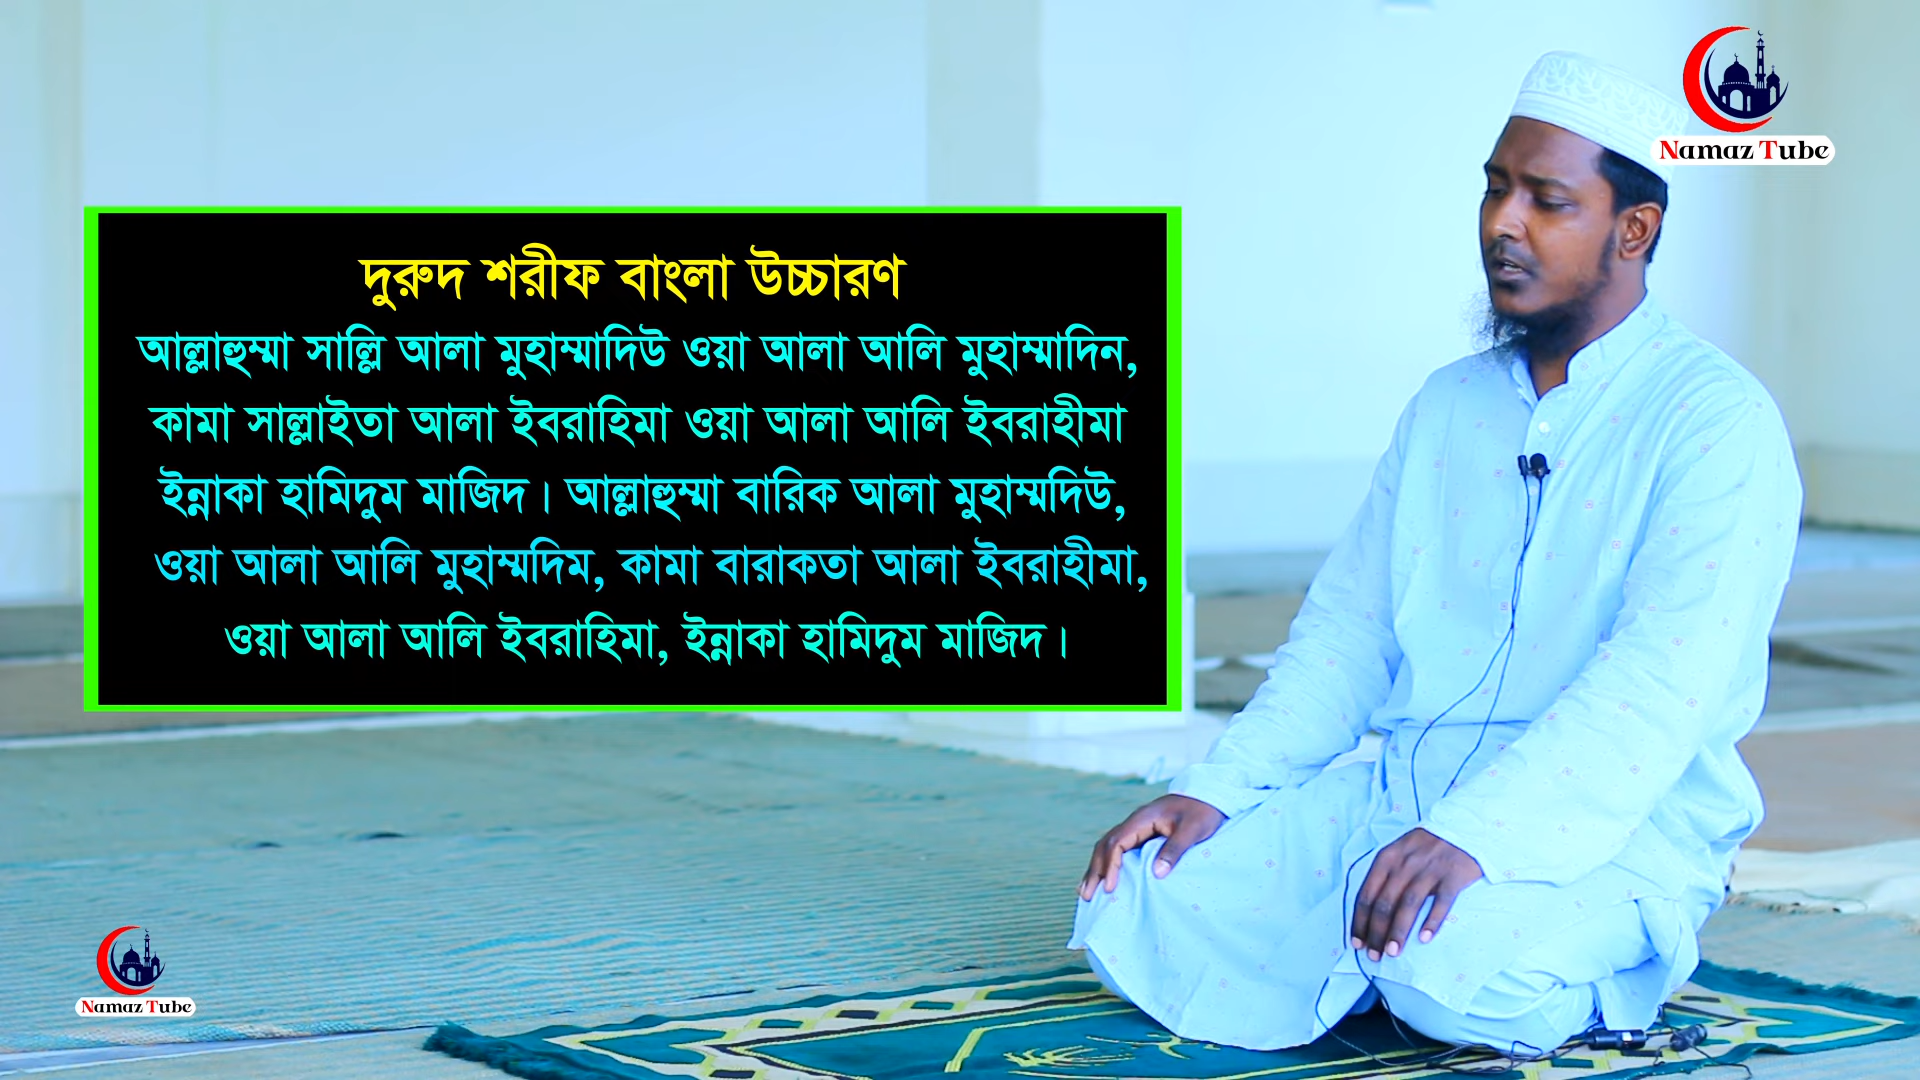 Namaz Tube
দুরুদ শরীফ বাংলা উচ্চারণ
আল্লাহুম্মা সাল্লি আলা মুহাম্মাদিউ ওয়া আলা আলি মুহাম্মাদিন,
কামা সাল্লাইতা আলা ইবরাহিমা ওয়া আলা আলি ইবরাহীমা
ইন্নাকা হামিদুম মাজিদ। আল্লাহুম্মা বারিক আলা মুহাম্মদিউ,
ওয়া আলা আলি মুহাম্মদিম, কামা বারাকতা আলা ইবরাহীমা,
ওয়া আলা আলি ইবরাহিমা, ইন্নাকা হামিদুম মাজিদ।
Namaz Tube